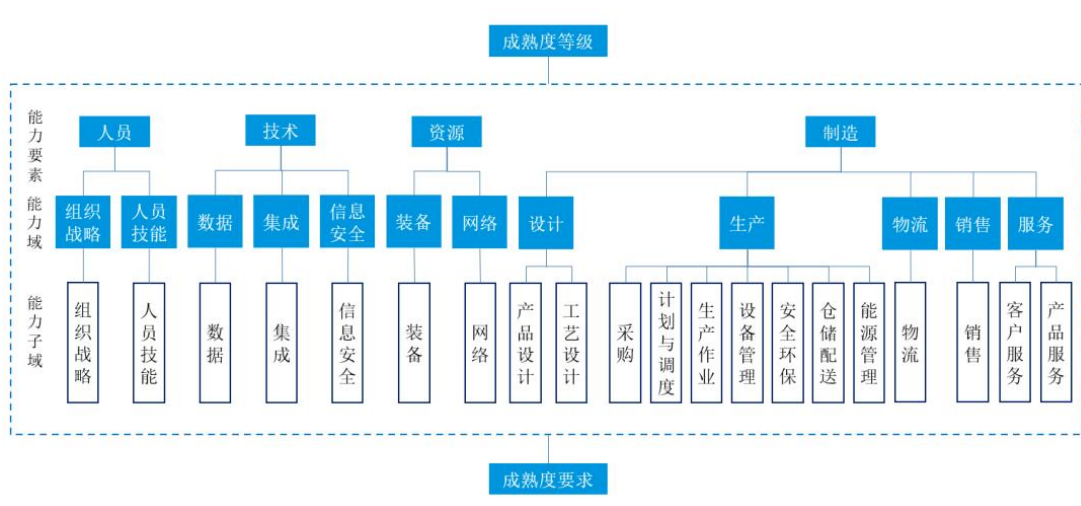 成熟度等级
能力要素
人员
技术
资源
制造
能力域
组织
战略
人员
技能
数据
集成
信息
安全
装备
网络
设计
生产
物流
销售
服务
能力子域
组织战略
人员技能
数据
集成
信息安全
装备
网络
产品设计
工艺设计
采购
计划与调度
生产作业
设备管理
安全环保
仓储配送
能源管理
物流
销售
客户服务
产品服务
成熟度要求